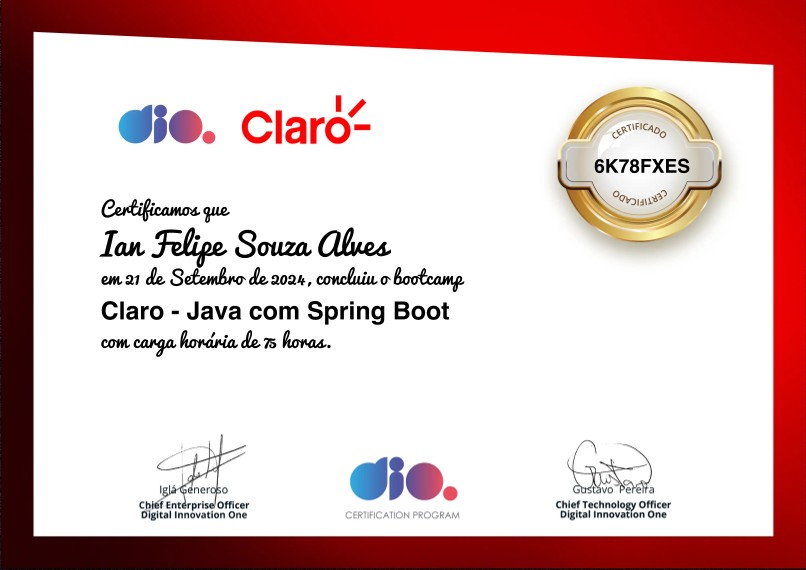 dio.
Claro
CERTIFICADO
6K78FXES
CERTIFICADO
Certificamos que
Ian Felipe Souza Alves
em 21 de Setembro de 2024, concluiu o bootcamp
Claro - Java com Spring Boot
com carga horária de 75 horas.
Iglá Generoso
Chief Enterprise Officer
Digital Innovation One
dio.
CERTIFICATION PROGRAM
Gustavo Pereira
Chief Technology Officer
Digital Innovation One